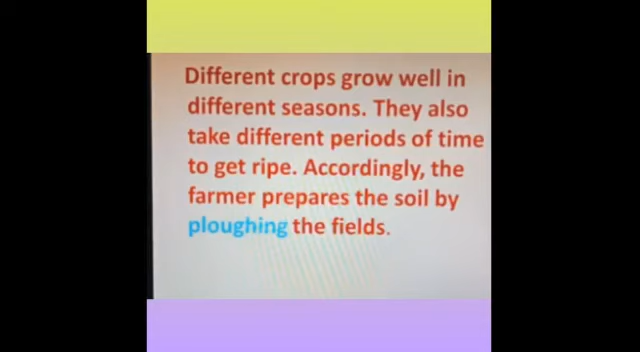 Different crops grow well in
different seasons. They also
take different periods of time
to get ripe. Accordingly, the
farmer prepares the soil by
ploughing the fields.